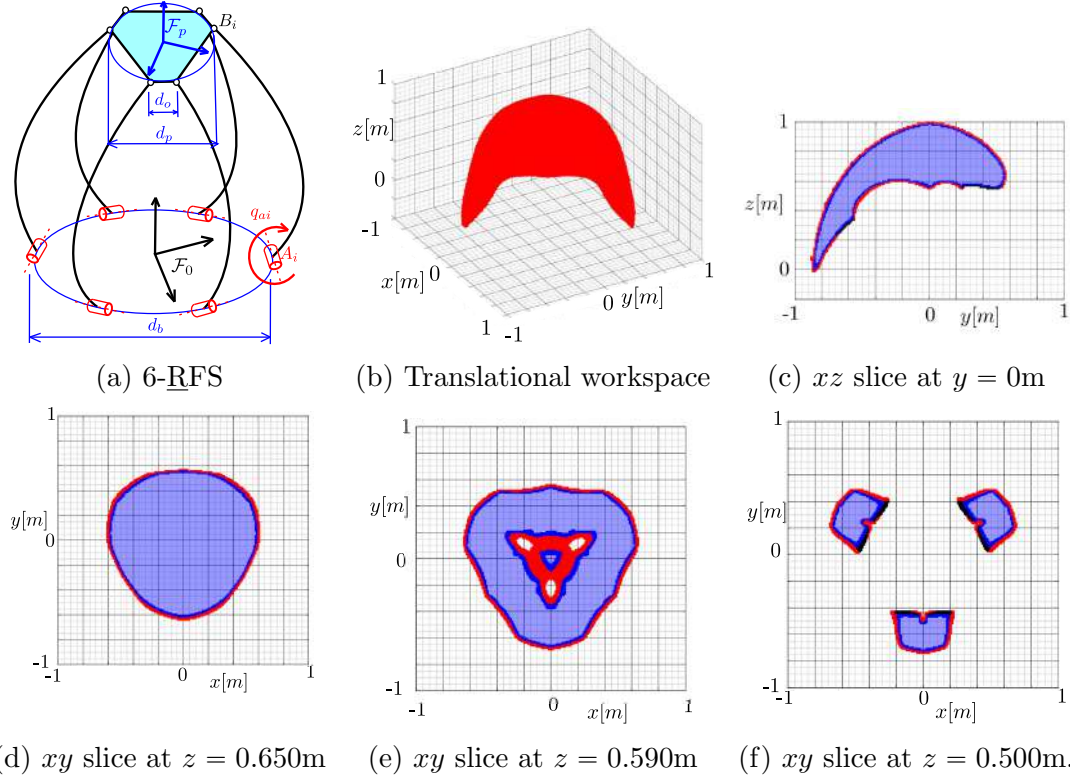 B_i
F_p
d_o
d_p
q_{ai}
A_i
F_0
d_b
1
z[m]
0
-1
x[m]
0
1
-1
0
y[m]
1
1
z[m]
0
-1
0
y[m]
1
(a) 6-RFS
(b) Translational workspace
(c) xz slice at y = 0m
1
y[m]
0
-1
-1
0
x[m]
1
1
y[m]
0
-1
-1
0
x[m]
1
1
y[m]
0
-1
-1
0
x[m]
1
d) xy slice at z = 0.650m
(e) xy slice at z = 0.590m
(f) xy slice at z = 0.500m.